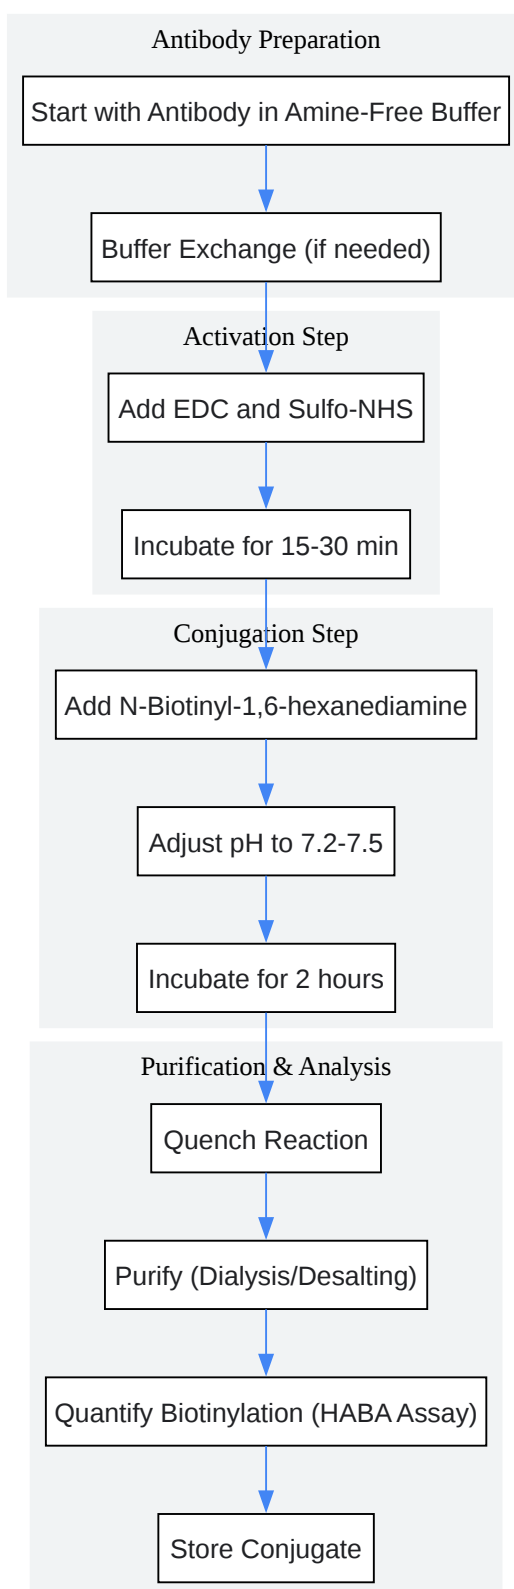 Antibody Preparation
Start with Antibody in Amine-Free Buffer
Buffer Exchange (if needed)
Activation Step
Add EDC and Sulfo-NHS
Incubate for 15-30 min
Conjugation Step
Add N-Biotinyl-1,6-hexanediamine
Adjust pH to 7.2-7.5
Incubate for 2 hours
Purification & Analysis
Quench Reaction
Purify (Dialysis/Desalting)
Quantify Biotinylation (HABA Assay)
Store Conjugate